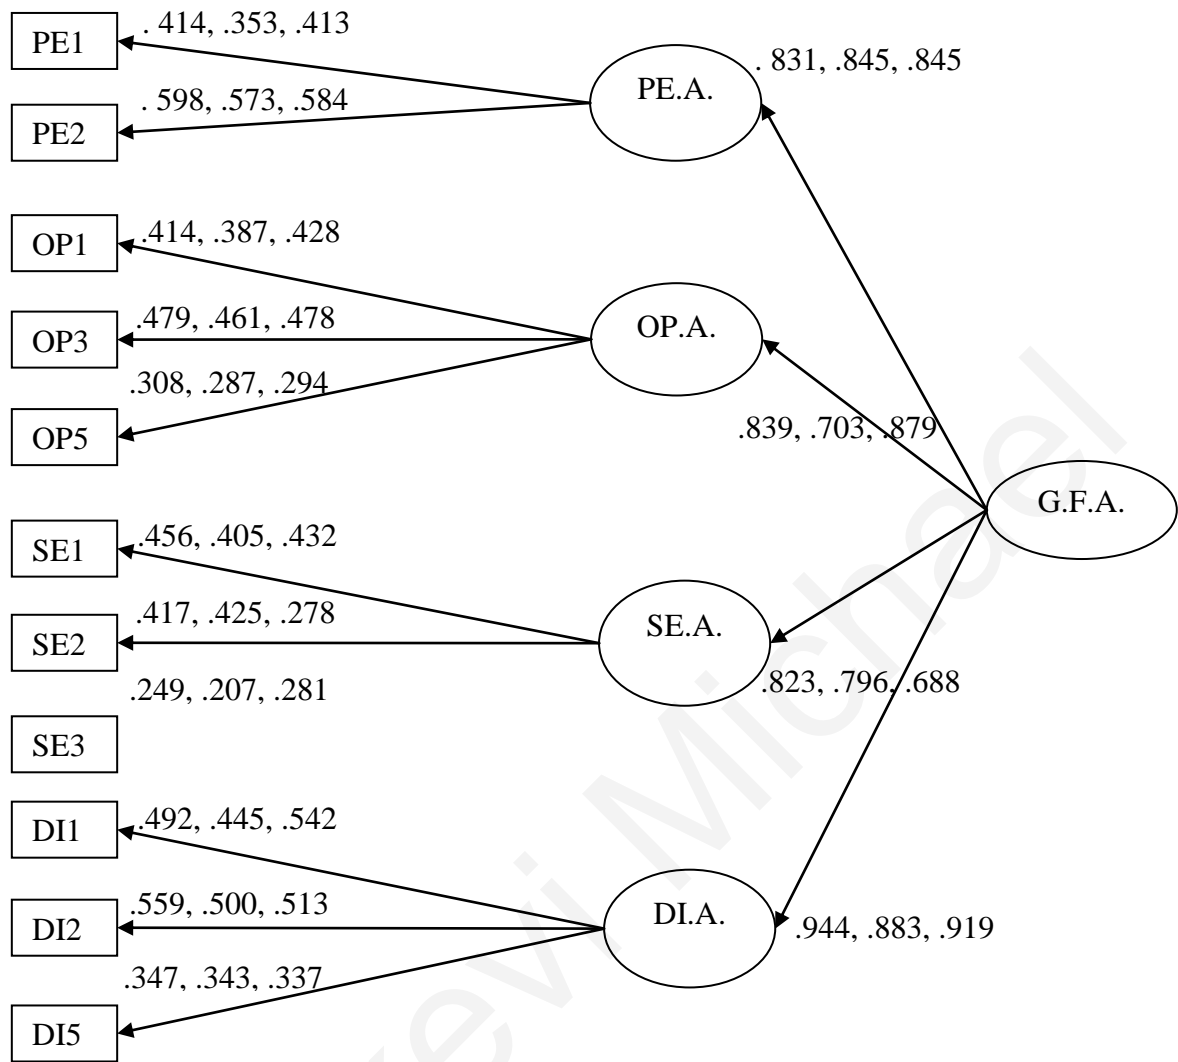 PE1
. 414, .353, .413
PE2
. 598, .573, .584
PE.A.
. 831, .845, .845
OP1
.414, .387, .428
OP3
.479, .461, .478
OP5
.308, .287, .294
OP.A.
.839, .703, .879
G.F.A.
SE1
.456, .405, .432
SE2
.417, .425, .278
SE3
.249, .207, .281
SE.A.
.823, .796, .688
DI1
.492, .445, .542
DI2
.559, .500, .513
DI5
.347, .343, .337
DI.A.
.944, .883, .919
Michael